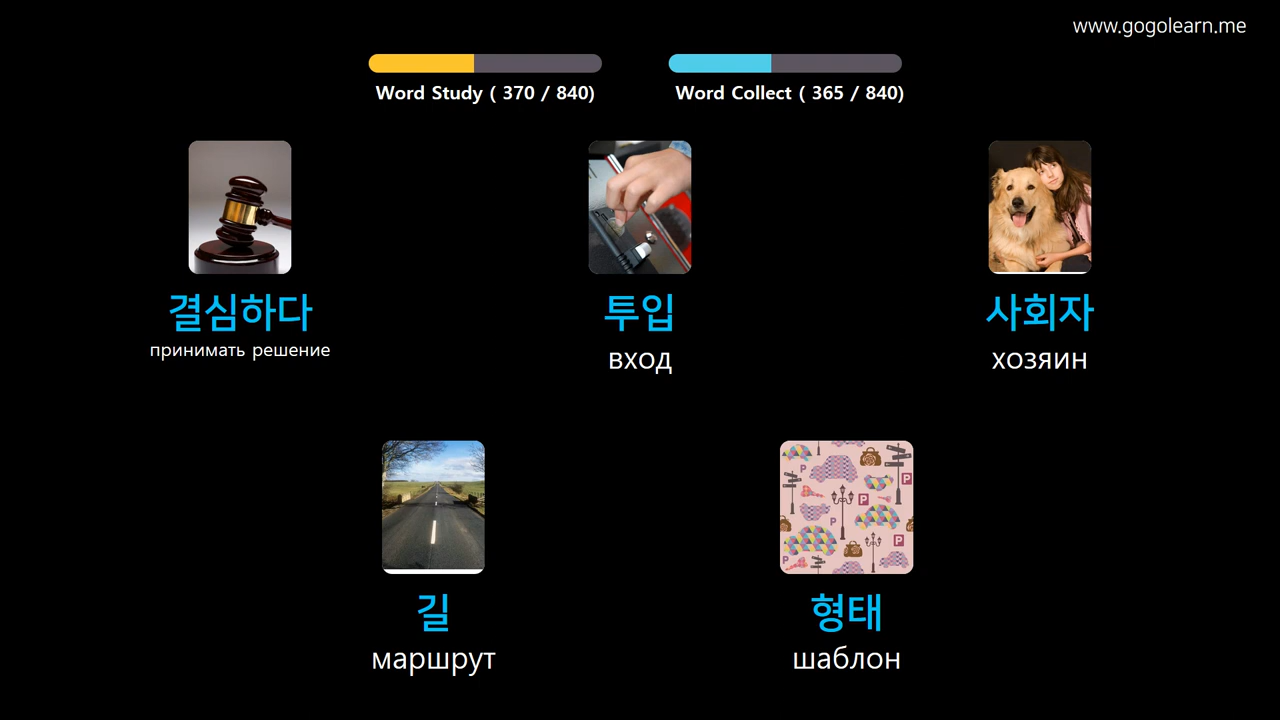 www.gogolearn.me
Word Study ( 370 / 840)
Word Collect ( 365 / 840)
결심하다
принимать решение
투입
вход
사회자
хозяин
길
маршрут
형태
шаблон